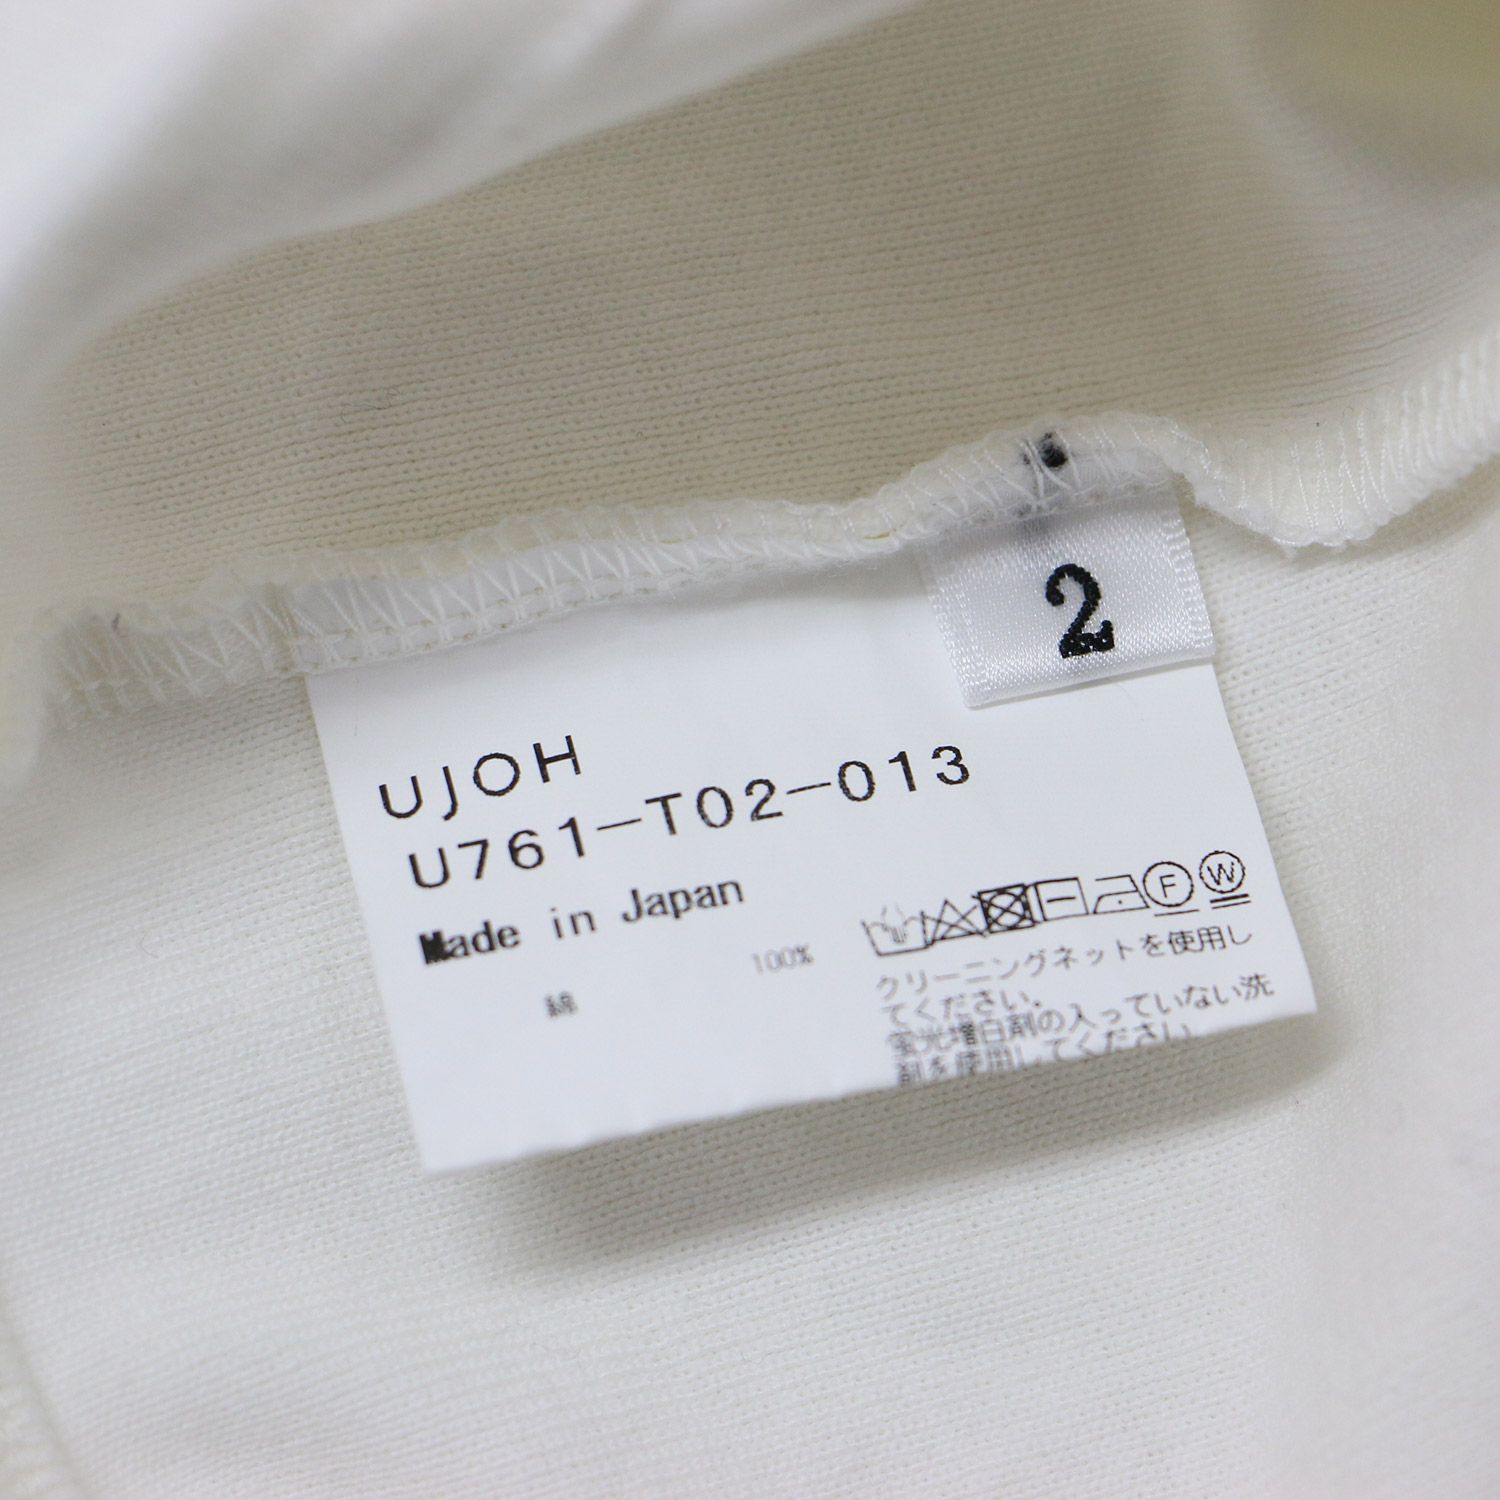 2
UJOH
U761-T02-013
Made in Japan
綿 100%
F W
クリーニングネットを使用し
てください。
蛍光増白剤の入っていない洗
剤を使用してください。